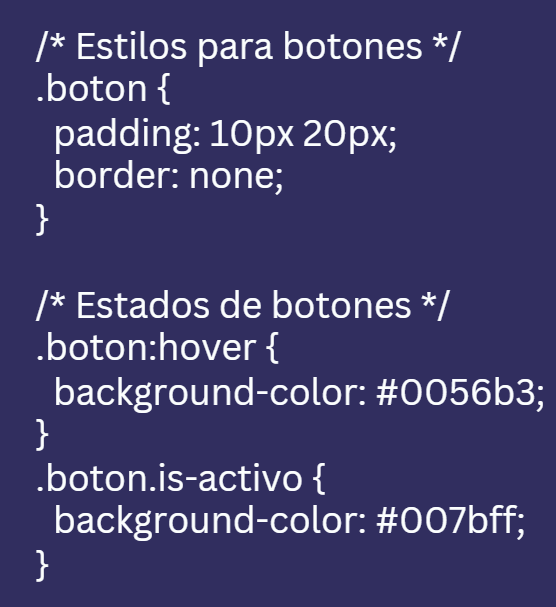 /* Estilos para botones */
.boton {
  padding: 10px 20px;
  border: none;
}

/* Estados de botones */
.boton:hover {
  background-color: #0056b3;
}
.boton.is-activo {
  background-color: #007bff;
}